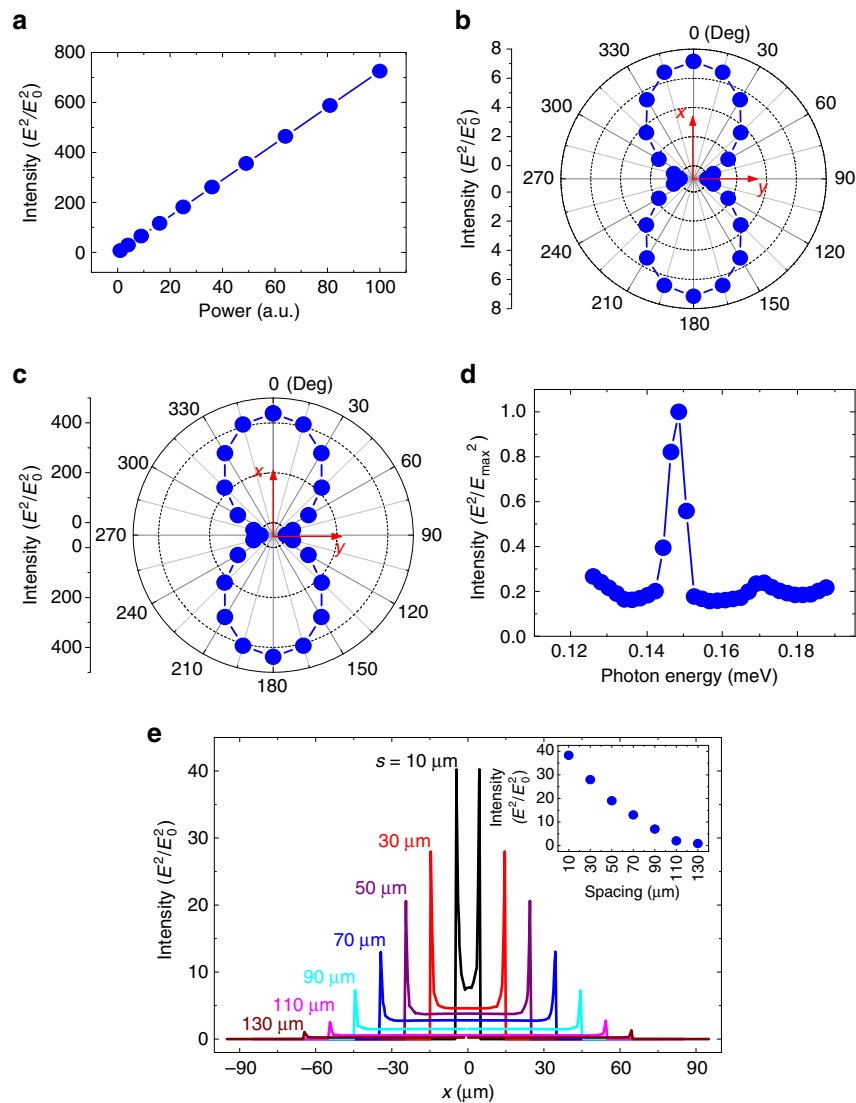 a
800
600
400
200
0
Intensity (E²/E₀²)
0 20 40 60 80 100
Power (a.u.)
b
8
6
4
2
0
0
2
4
6
8
Intensity (E²/E₀²)
0 (Deg)
330 30
300 60
270 90
240 120
210 150
180
x
y
c
400
200
0
0
200
400
Intensity (E²/E₀²)
0 (Deg)
330 30
300 60
270 90
240 120
210 150
180
x
y
d
1.0
0.8
0.6
0.4
0.2
0.0
Intensity (E²/Eₘₐₓ²)
0.12 0.14 0.16 0.18
Photon energy (meV)
e
40
30
20
10
0
Intensity (E²/E₀²)
s = 10 μm
30 μm
50 μm
70 μm
90 μm
110 μm
130 μm
−90 −60 −30 0 30 60 90
x (μm)
Intensity
(E²/E₀²)
40
30
20
10
0
10 30 50 70 90 110 130
Spacing (μm)